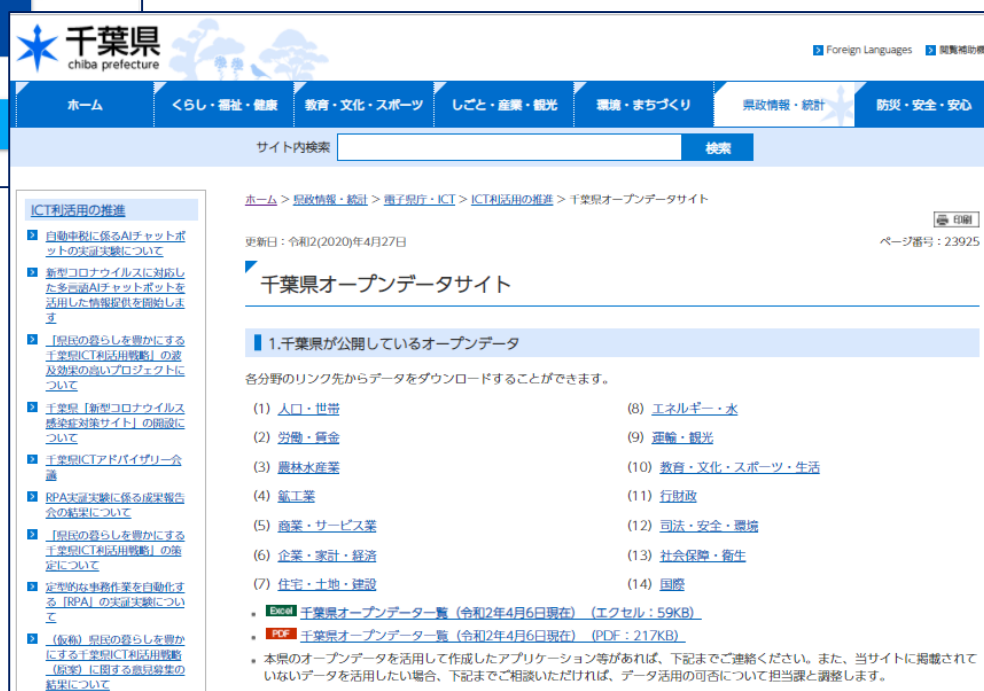 千葉県
chiba prefecture
Foreign Languages 閲覧補助機
ホーム くらし・福祉・健康 教育・文化・スポーツ しごと・産業・観光 環境・まちづくり 県政情報・統計 防災・安全・安心
サイト内検索 検索
ICT利活用の推進
自動車税に係るAIチャットボ
ットの実証実験について
新型コロナウイルスに対応し
た多言語AIチャットボットを
活用した情報提供を開始しま
す
「県民の暮らしを豊かにする
千葉県ICT利活用戦略」の波
及効果の高いプロジェクトに
ついて
千葉県「新型コロナウイルス
感染症対策サイト」の開設に
ついて
千葉県ICTアドバイザリー会
議
RPA実証実験に係る成果報告
会の結果について
「県民の暮らしを豊かにする
千葉県ICT利活用戦略」の策
定について
定型的な事務作業を自動化す
る「RPA」の実証実験につい
て
（仮称）県民の暮らしを豊か
にする千葉県ICT利活用戦略
（原案）に関する意見募集の
結果について
ホーム > 県政情報・統計 > 電子県庁・ICT > ICT利活用の推進 > 千葉県オープンデータサイト
印刷
更新日：令和2(2020)年4月27日
ページ番号：23925
千葉県オープンデータサイト
1.千葉県が公開しているオープンデータ
各分野のリンク先からデータをダウンロードすることができます。
(1) 人口・世帯
(2) 労働・賃金
(3) 農林水産業
(4) 鉱工業
(5) 商業・サービス業
(6) 企業・家計・経済
(7) 住宅・土地・建設
(8) エネルギー・水
(9) 運輸・観光
(10) 教育・文化・スポーツ・生活
(11) 行財政
(12) 司法・安全・環境
(13) 社会保障・衛生
(14) 国際
Excel 千葉県オープンデータ一覧（令和2年4月6日現在）（エクセル：59KB）
PDF 千葉県オープンデータ一覧（令和2年4月6日現在）（PDF：217KB）
本県のオープンデータを活用して作成したアプリケーション等があれば、下記までご連絡ください。また、当サイトに掲載されて
いないデータを活用したい場合、下記までご相談いただければ、データ活用の可否について担当課と調整します。